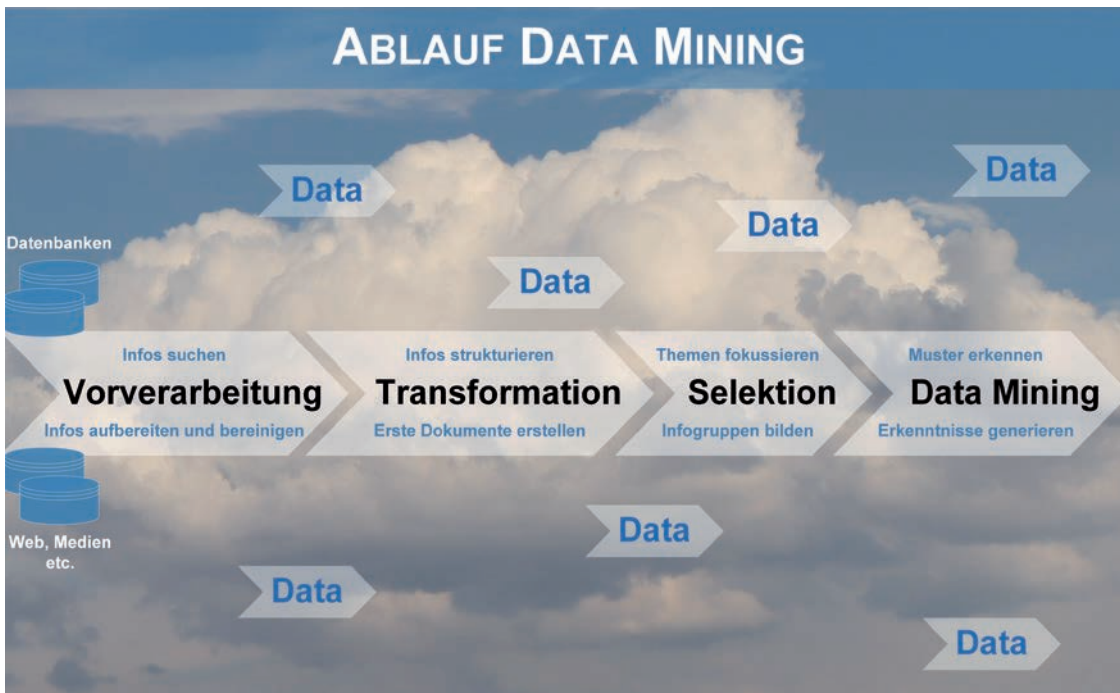 ABLAUF DATA MINING
Data
Data
Data
Datenbanken
Data
Infos suchen
Vorverarbeitung
Infos aufbereiten und bereinigen
Infos strukturieren
Transformation
Erste Dokumente erstellen
Themen fokussieren
Selektion
Infogruppen bilden
Muster erkennen
Data Mining
Erkenntnisse generieren
Web, Medien
etc.
Data
Data
Data